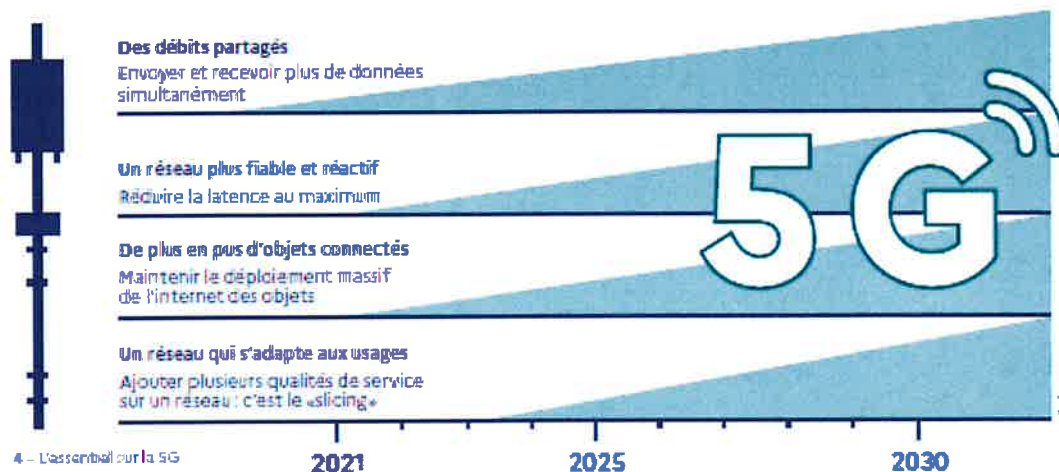 Des débits partagés
Envoyer et recevoir plus de données
simultanément
Un réseau plus fiable et réactif
Réduire la latence au maximum
De plus en pus d'objets connectés
Maintenir le déploiement massif
de l'internet des objets
Un réseau qui s'adapte aux usages
Ajouter plusieurs qualités de service
sur un réseau : c'est le «slicing»
5G
2021
2025
2030
4 – L'essentiel sur la 5G